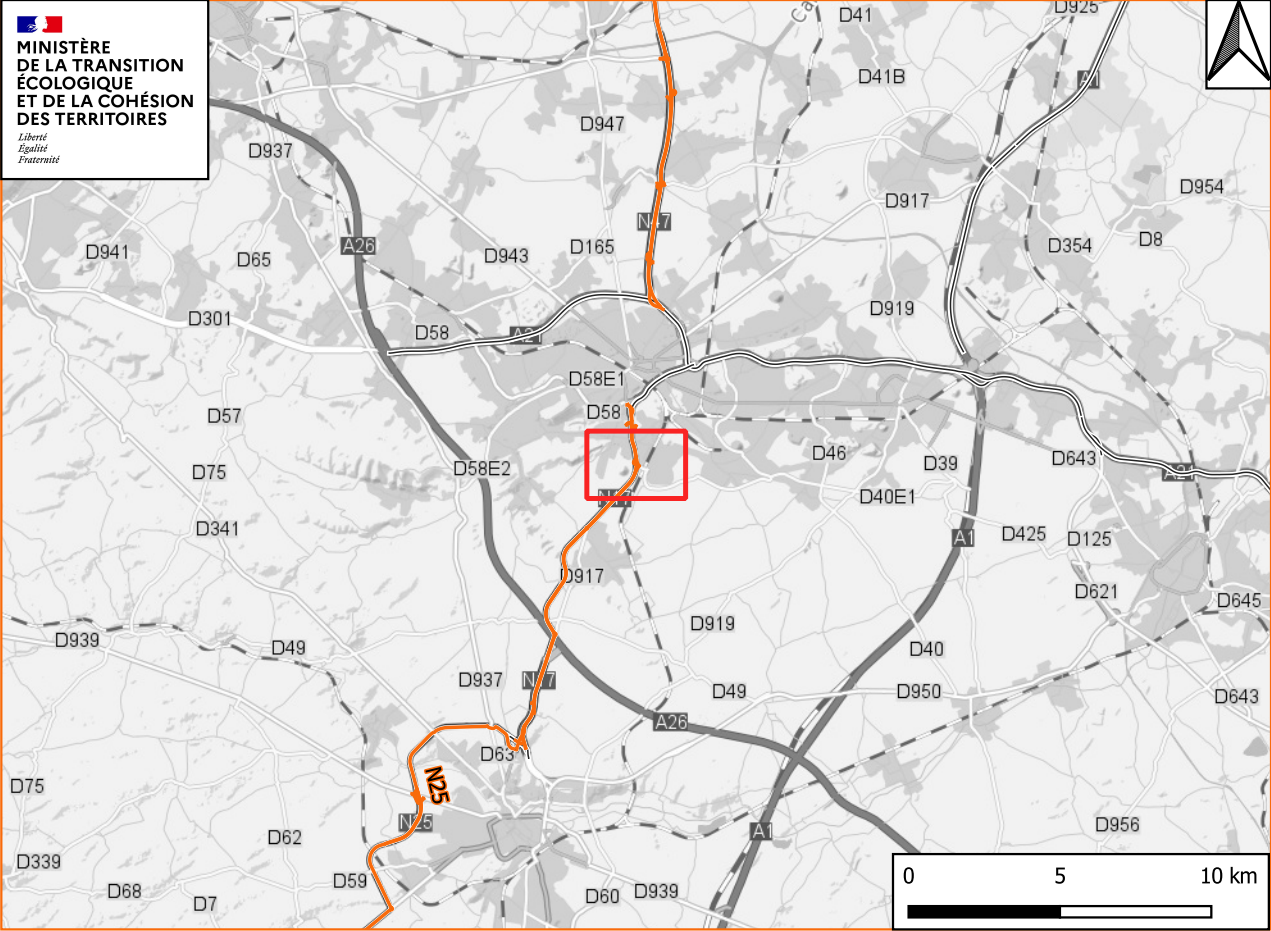 MINISTÈRE
DE LA TRANSITION
ÉCOLOGIQUE
ET DE LA COHÉSION
DES TERRITOIRES
Liberté
Égalité
Fraternité
D41
D925
D41B
A1
D947
D937
D954
D917
N47
D941
D65
A26
D943
D165
D354
D8
D301
D58
A21
D919
D58E1
D57
D58
D75
D58E2
D46
D39
D643
A21
D40E1
D341
A1
D425
D125
D917
D621
D645
D939
D49
D919
D40
D937
N17
D49
D950
D643
A26
D63
D75
N25
N25
D62
A1
D956
D339
D68
D7
D59
D60
D939
0 5 10 km